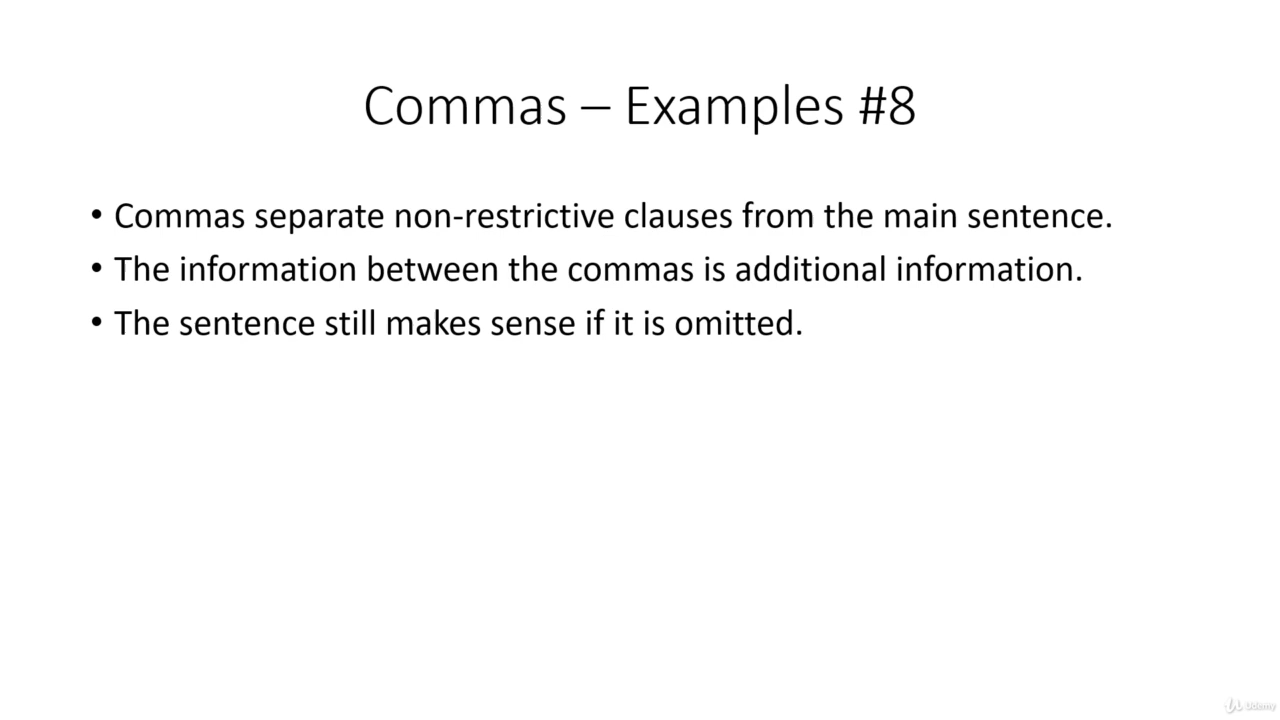 Commas – Examples #8
• Commas separate non-restrictive clauses from the main sentence.
• The information between the commas is additional information.
• The sentence still makes sense if it is omitted.
Udemy